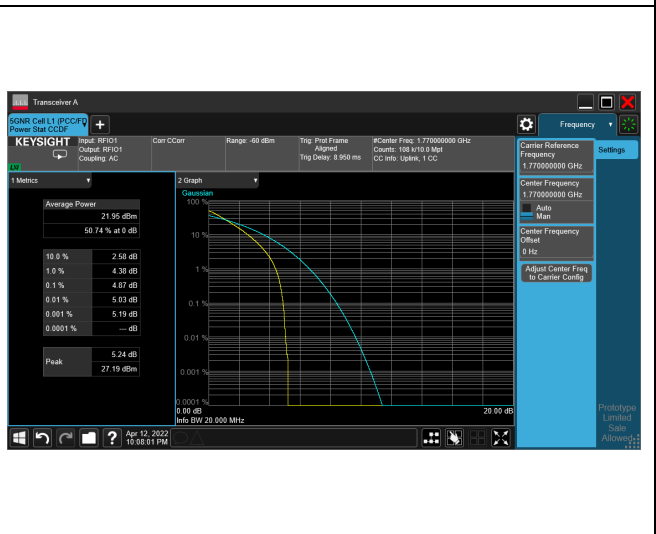 Transceiver A
5GNR Cell L1 (PCC/FD
Power Stat CCDF
+
Frequency
KEYSIGHT
Input: RFIO1
Output: RFIO1
Coupling: AC
Corr CCorr
Range: -60 dBm
Trig: Prot Frame
Aligned
Trig Delay: 8.950 ms
#Center Freq: 1.770000000 GHz
Counts: 108 k/10.0 Mpt
CC Info: Uplink, 1 CC
1 Metrics
Average Power
21.95 dBm
50.74 % at 0 dB
10.0 % 2.58 dB
1.0 % 4.38 dB
0.1 % 4.87 dB
0.01 % 5.03 dB
0.001 % 5.19 dB
0.0001 % --- dB
Peak
5.24 dB
27.19 dBm
2 Graph
Gaussian
100 %
10 %
1 %
0.1 %
0.01 %
0.001 %
0.0001 %
0.00 dB
20.00 dB
Info BW 20.000 MHz
Carrier Reference
Frequency
1.770000000 GHz
Center Frequency
1.770000000 GHz
Auto
Man
Center Frequency
Offset
0 Hz
Adjust Center Freq
to Carrier Config
Settings
Prototype
Limited
Sale
Allowed
?
Apr 12, 2022
10:08:01 PM